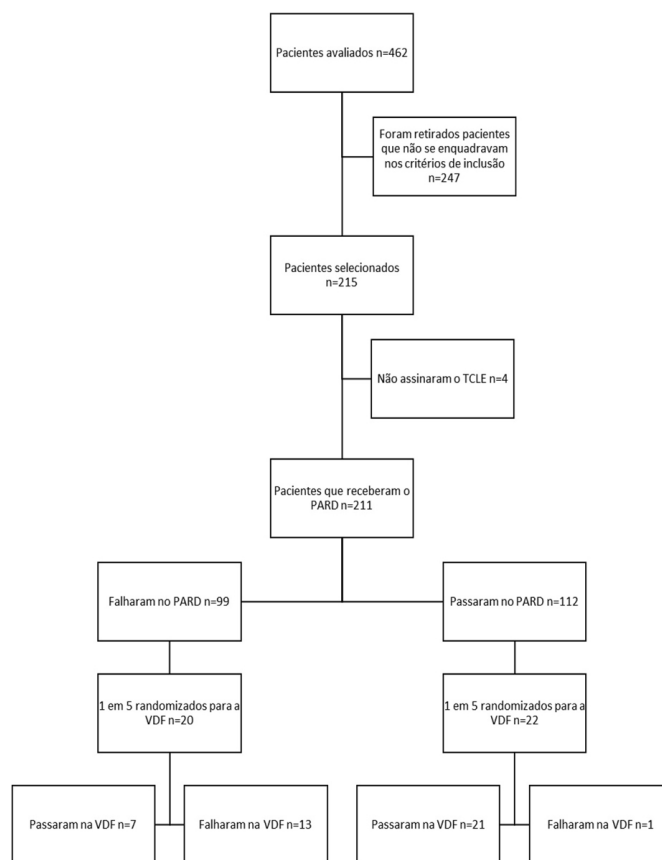 Pacientes avaliados n=462
Foram retirados pacientes
que não se enquadravam
nos critérios de inclusão
n=247
Pacientes selecionados
n=215
Não assinaram o TCLE n=4
Pacientes que receberam o
PARD n=211
Falharam no PARD n=99
Passaram no PARD n=112
1 em 5 randomizados para a
VDF n=20
1 em 5 randomizados para a
VDF n=22
Passaram na VDF n=7
Falharam na VDF n=13
Passaram na VDF n=21
Falharam na VDF n=1